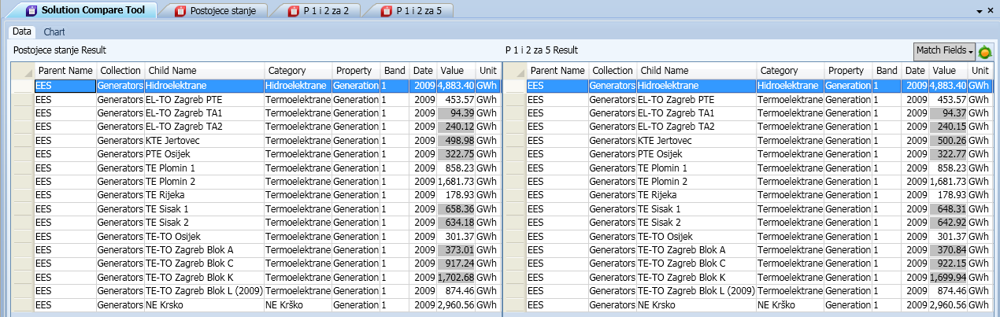 Solution Compare Tool Postojece stanje P 1 i 2 za 2 P 1 i 2 za 5
Data Chart
Postojece stanje Result P 1 i 2 za 5 Result Match Fields
Parent Name Collection Child Name Category Property Band Date Value Unit Parent Name Collection Child Name Category Property Band Date Value Unit
EES Generators Hidroelektrane Hidroelektrane Generation 1 2009 4,883.40 GWh EES Generators Hidroelektrane Hidroelektrane Generation 1 2009 4,883.40 GWh
EES Generators EL-TO Zagreb PTE Termoelektrane Generation 1 2009 453.57 GWh EES Generators EL-TO Zagreb PTE Termoelektrane Generation 1 2009 453.57 GWh
EES Generators EL-TO Zagreb TA1 Termoelektrane Generation 1 2009 94.39 GWh EES Generators EL-TO Zagreb TA1 Termoelektrane Generation 1 2009 94.37 GWh
EES Generators EL-TO Zagreb TA2 Termoelektrane Generation 1 2009 240.12 GWh EES Generators EL-TO Zagreb TA2 Termoelektrane Generation 1 2009 240.15 GWh
EES Generators KTE Jertovec Termoelektrane Generation 1 2009 498.98 GWh EES Generators KTE Jertovec Termoelektrane Generation 1 2009 500.26 GWh
EES Generators PTE Osijek Termoelektrane Generation 1 2009 322.75 GWh EES Generators PTE Osijek Termoelektrane Generation 1 2009 322.77 GWh
EES Generators TE Plomin 1 Termoelektrane Generation 1 2009 858.23 GWh EES Generators TE Plomin 1 Termoelektrane Generation 1 2009 858.23 GWh
EES Generators TE Plomin 2 Termoelektrane Generation 1 2009 1,681.73 GWh EES Generators TE Plomin 2 Termoelektrane Generation 1 2009 1,681.73 GWh
EES Generators TE Rijeka Termoelektrane Generation 1 2009 178.93 GWh EES Generators TE Rijeka Termoelektrane Generation 1 2009 178.93 GWh
EES Generators TE Sisak 1 Termoelektrane Generation 1 2009 658.36 GWh EES Generators TE Sisak 1 Termoelektrane Generation 1 2009 648.31 GWh
EES Generators TE Sisak 2 Termoelektrane Generation 1 2009 634.18 GWh EES Generators TE Sisak 2 Termoelektrane Generation 1 2009 642.92 GWh
EES Generators TE-TO Osijek Termoelektrane Generation 1 2009 301.37 GWh EES Generators TE-TO Osijek Termoelektrane Generation 1 2009 301.37 GWh
EES Generators TE-TO Zagreb Blok A Termoelektrane Generation 1 2009 373.01 GWh EES Generators TE-TO Zagreb Blok A Termoelektrane Generation 1 2009 370.84 GWh
EES Generators TE-TO Zagreb Blok C Termoelektrane Generation 1 2009 917.24 GWh EES Generators TE-TO Zagreb Blok C Termoelektrane Generation 1 2009 922.15 GWh
EES Generators TE-TO Zagreb Blok K Termoelektrane Generation 1 2009 1,702.68 GWh EES Generators TE-TO Zagreb Blok K Termoelektrane Generation 1 2009 1,699.94 GWh
EES Generators TE-TO Zagreb Blok L (2009) Termoelektrane Generation 1 2009 874.46 GWh EES Generators TE-TO Zagreb Blok L (2009) Termoelektrane Generation 1 2009 874.46 GWh
EES Generators NE Krsko NE Krško Generation 1 2009 2,960.56 GWh EES Generators NE Krsko NE Krško Generation 1 2009 2,960.56 GWh